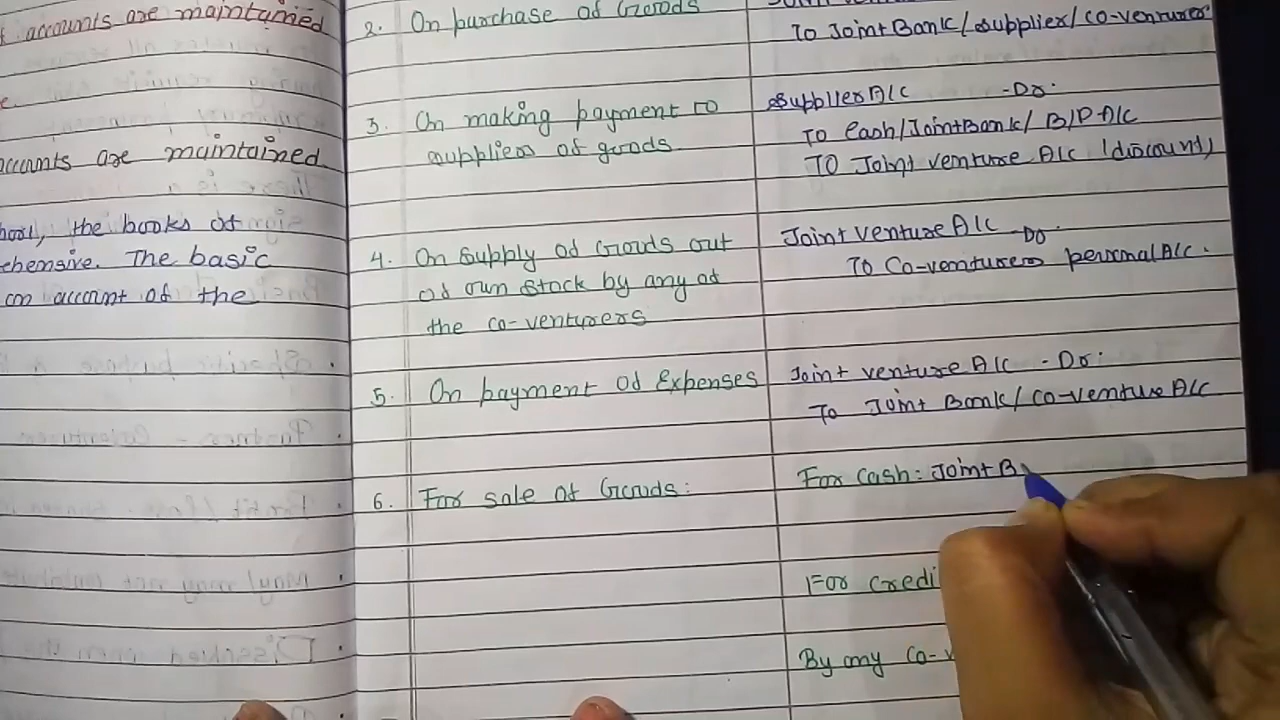 accounts are maintained
e.
accounts are maintained.
the books of
ehensive. The basic
on account of the
2. On purchase of Goods
To Joint Bank/supplier/co-venturer
3. On making payment to
suppliers of goods
Supplier A/c -Dr.
To Cash/Joint Bank/ B/P A/c
To Joint venture A/c (discount)
4. On supply of Goods out
of own stock by any of
the co-venturers
Joint venture A/c -Dr.
To Co-venturers personal A/c.
5. On payment of Expenses
Joint venture A/c -Dr.
To Joint Bank/co-venture A/c
6. For sale of Goods:
For Cash: Joint B
For Credi
By any Co-v